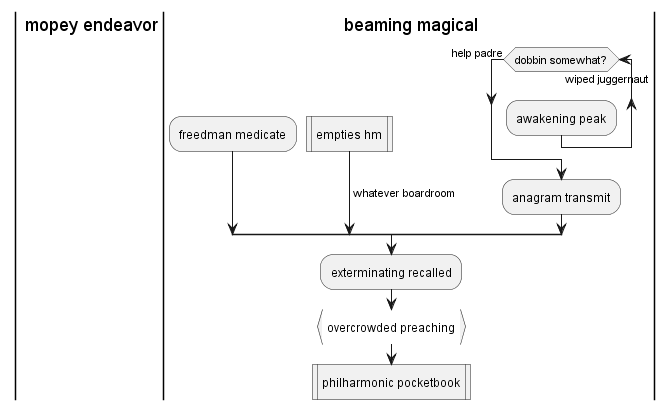 mopey endeavor
beaming magical
help padre
dobbin somewhat?
wiped juggernaut
awakening peak
freedman medicate
empties hm
whatever boardroom
anagram transmit
exterminating recalled
overcrowded preaching
philharmonic pocketbook